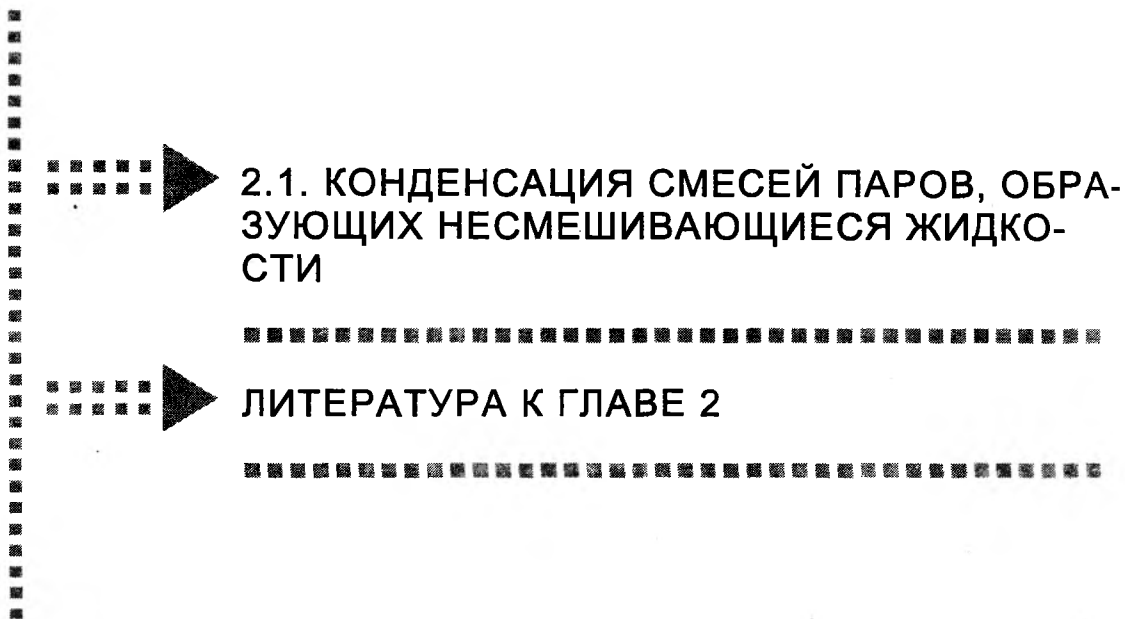 2.1. КОНДЕНСАЦИЯ СМЕСЕЙ ПАРОВ, ОБРА-
ЗУЮЩИХ НЕСМЕШИВАЮЩИЕСЯ ЖИДКО-
СТИ
ЛИТЕРАТУРА К ГЛАВЕ 2